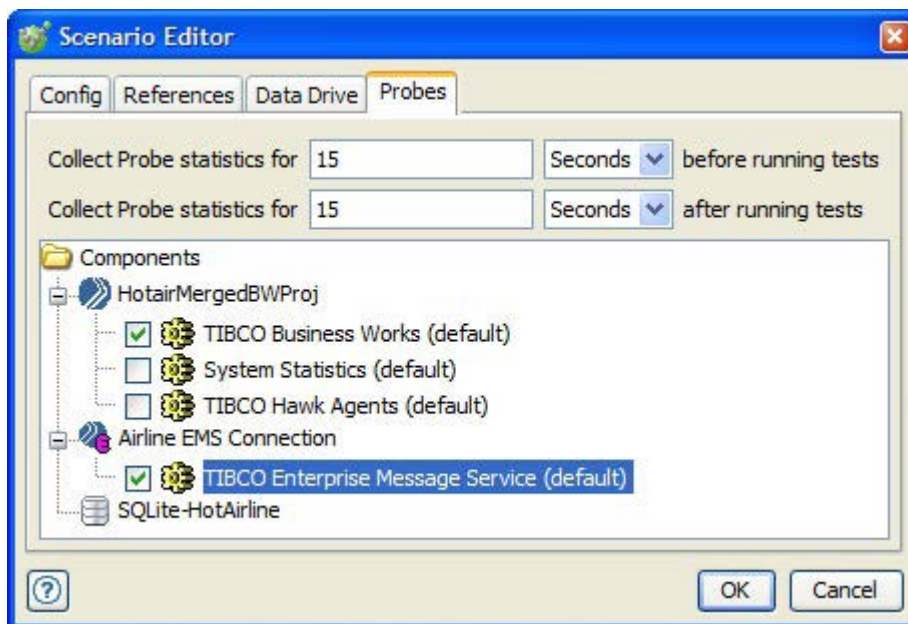 Scenario Editor
Config References Data Drive Probes
Collect Probe statistics for 15 Seconds before running tests
Collect Probe statistics for 15 Seconds after running tests
Components
HotairMergedBWProj
TIBCO Business Works (default)
System Statistics (default)
TIBCO Hawk Agents (default)
Airline EMS Connection
TIBCO Enterprise Message Service (default)
SQLite-HotAirline
? OK Cancel